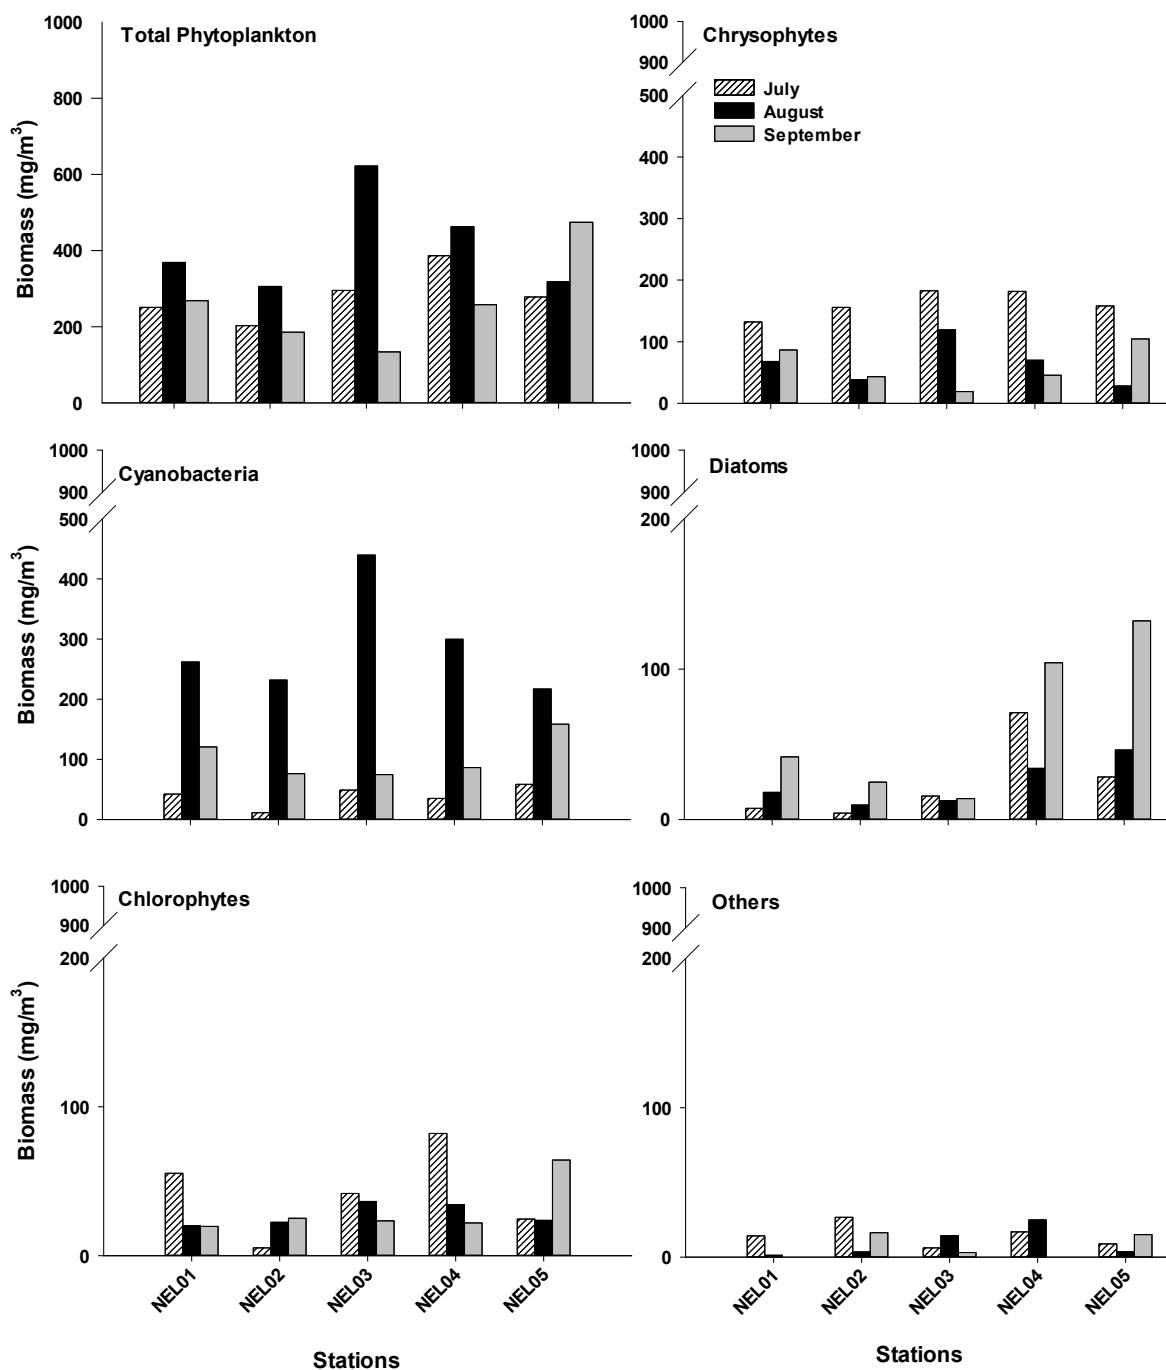 Total Phytoplankton
1000
800
600
400
200
0
Biomass (mg/m³)
Chrysophytes
1000
900
500
400
300
200
100
0
July
August
September
Cyanobacteria
1000
900
500
400
300
200
100
0
Biomass (mg/m³)
Diatoms
1000
900
200
100
0
Chlorophytes
1000
900
200
100
0
Biomass (mg/m³)
NEL01
NEL02
NEL03
NEL04
NEL05
Stations
Others
1000
900
200
100
0
NEL01
NEL02
NEL03
NEL04
NEL05
Stations